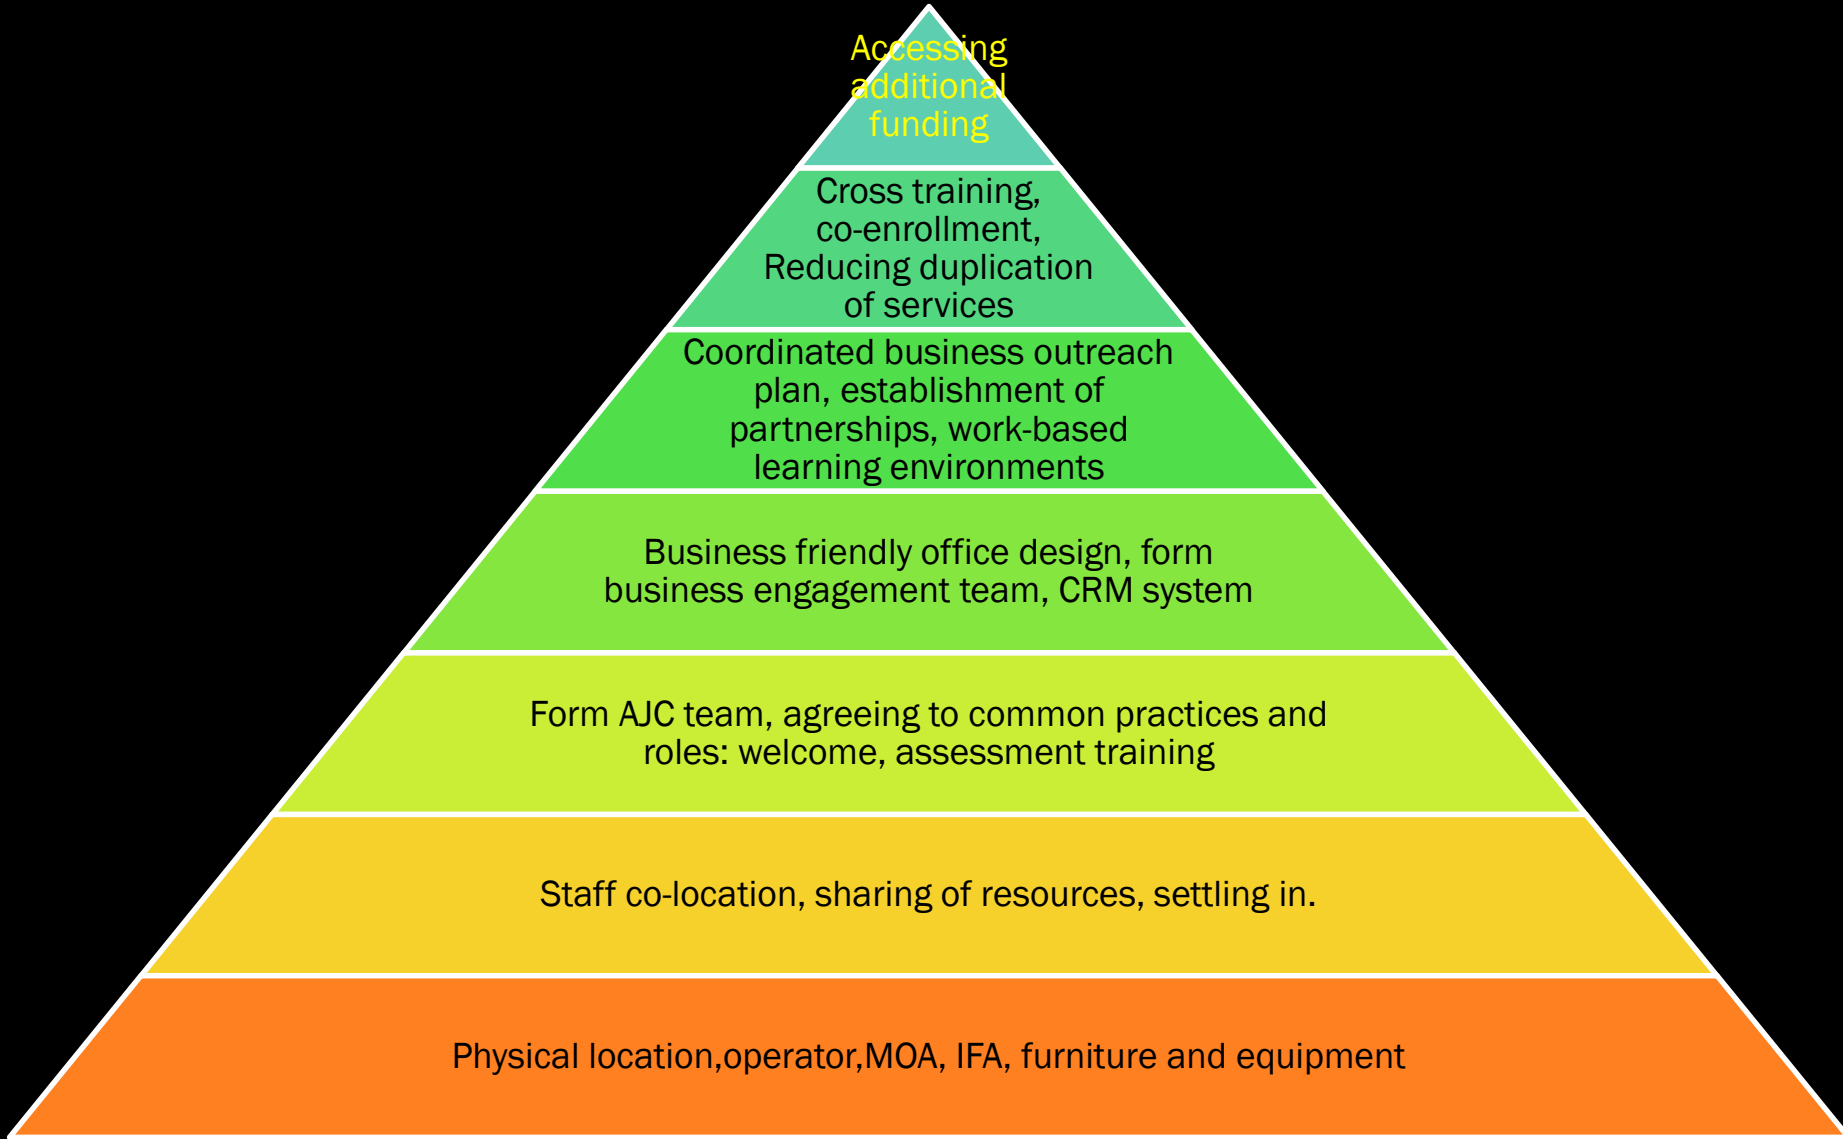 Accessing
additional
funding
Cross training,
co-enrollment,
Reducing duplication
of services
Coordinated business outreach
plan, establishment of
partnerships, work-based
learning environments
Business friendly office design, form
business engagement team, CRM system
Form AJC team, agreeing to common practices and
roles: welcome, assessment training
Staff co-location, sharing of resources, settling in.
Physical location,operator,MOA, IFA, furniture and equipment